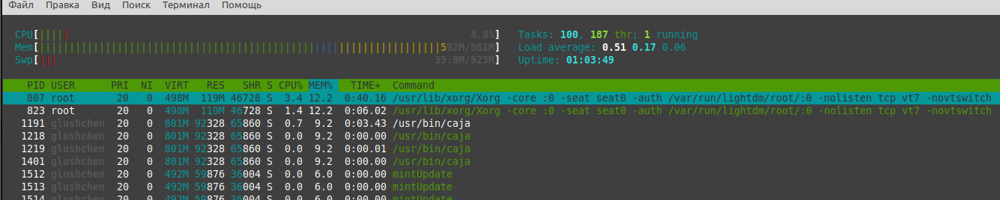 Файл Правка Вид Поиск Терминал Помощь
CPU[||||| 4.8%] Tasks: 100, 187 thr; 1 running
Mem[||||||||||||||||||||||||||||||||||||||||||||||||||||||||||||||||||||592M/981M] Load average: 0.51 0.17 0.06
Swp[||| 35.9M/923M] Uptime: 01:03:49
PID USER PRI NI VIRT RES SHR S CPU% MEM% TIME+ Command
807 root 20 0 498M 119M 46728 S 3.4 12.2 0:40.16 /usr/lib/xorg/Xorg -core :0 -seat seat0 -auth /var/run/lightdm/root/:0 -nolisten tcp vt7 -novtswitch
823 root 20 0 498M 119M 46728 S 1.4 12.2 0:06.02 /usr/lib/xorg/Xorg -core :0 -seat seat0 -auth /var/run/lightdm/root/:0 -nolisten tcp vt7 -novtswitch
1191 glushchen 20 0 801M 92328 65860 S 0.7 9.2 0:03.43 /usr/bin/caja
1218 glushchen 20 0 801M 92328 65860 S 0.0 9.2 0:00.00 /usr/bin/caja
1219 glushchen 20 0 801M 92328 65860 S 0.0 9.2 0:00.01 /usr/bin/caja
1401 glushchen 20 0 801M 92328 65860 S 0.0 9.2 0:00.00 /usr/bin/caja
1512 glushchen 20 0 492M 59876 36004 S 0.0 6.0 0:00.00 mintUpdate
1513 glushchen 20 0 492M 59876 36004 S 0.0 6.0 0:00.00 mintUpdate
1514 glushchen 20 0 492M 59876 36004 S 0.0 6.0 0:00.00 mintUpdate